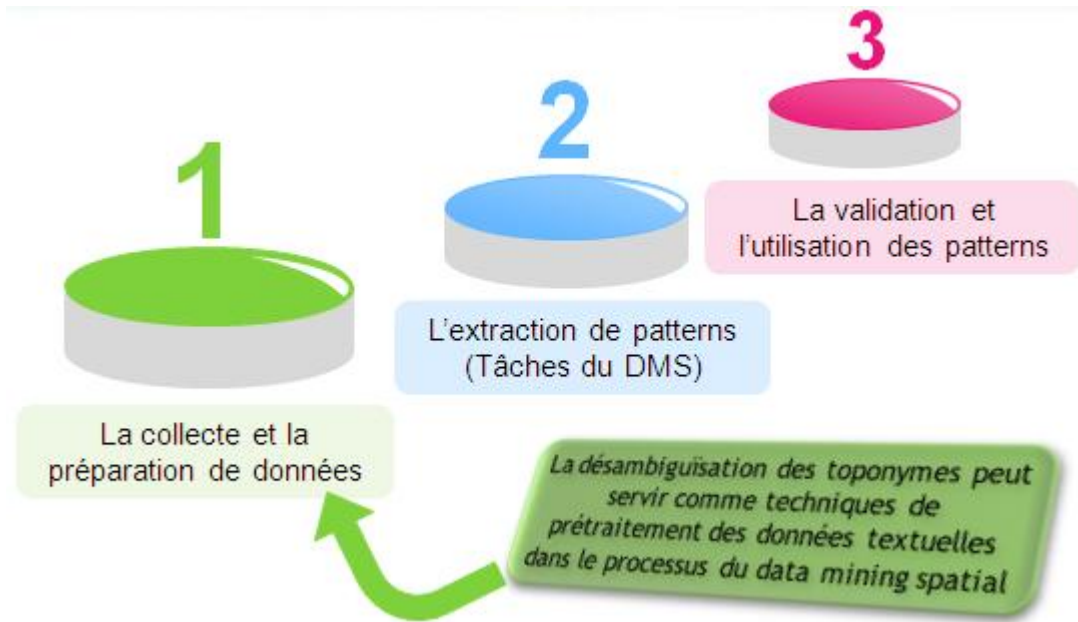 1
La collecte et la
préparation de données
2
L'extraction de patterns
(Tâches du DMS)
3
La validation et
l'utilisation des patterns
La désambiguïsation des toponymes peut
servir comme techniques de
prétraitement des données textuelles
dans le processus du data mining spatial